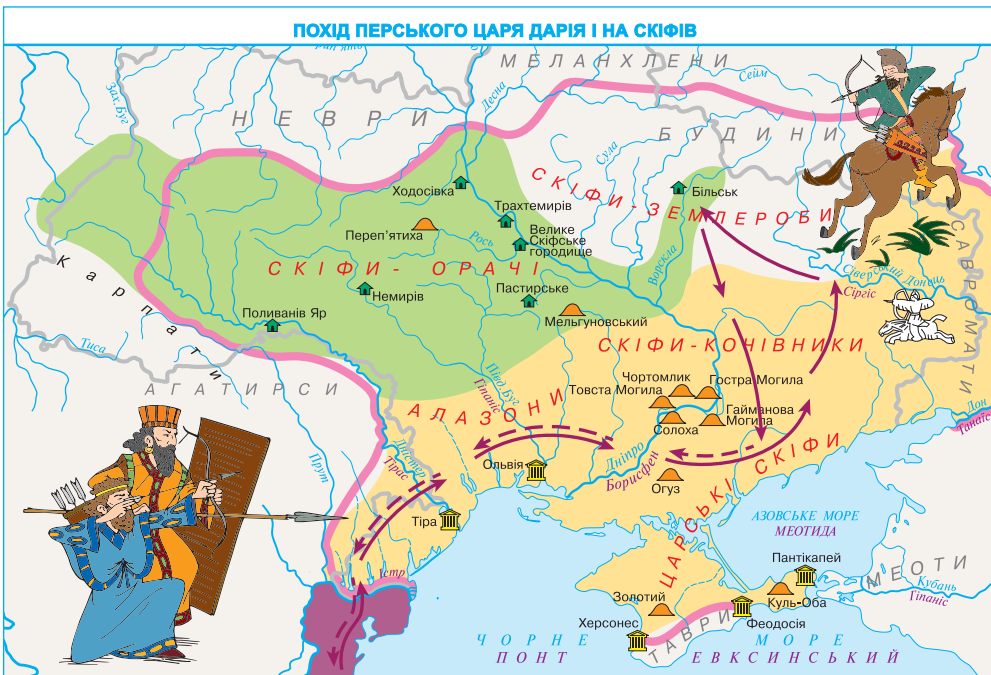 ПОХІД ПЕРСЬКОГО ЦАРЯ ДАРІЯ І НА СКІФІВ
МЕЛАНХЛЕНИ
Сейм
Зах. Буг
Десна
НЕВРИ
БУДИНИ
Сула
СКІФИ-ЗЕМЛЕРОБИ
Ходосівка
Більськ
Трахтемирів
Переп'ятиха
Рось
Велике
Скіфське
городище
САВРОМАТИ
Карпати
СКІФИ- ОРАЧІ
Ворскла
Сіверський Донець
Сіргіс
Немирів
Пастирське
Поливанів Яр
Мельгуновський
Тиса
СКІФИ-КОЧІВНИКИ
АГАТИРСИ
Півд. Буг
Гіпаніс
Чортомлик
Гостра Могила
Товста Могила
АЛАЗОНИ
Гайманова
Могила
Солоха
Дон
Танаїс
Дністер
Тірас
Прут
Ольвія
Дніпро
Борисфен
Огуз
ЦАРСЬКІ СКІФИ
Тіра
АЗОВСЬКЕ МОРЕ
МЕОТИДА
Істр
Пантікапей
МЕОТИ
Кубань
Гіпаніс
Золотий
Куль-Оба
Херсонес
Феодосія
ТАВРИ
ЧОРНЕ МОРЕ
ПОНТ ЕВКСИНСЬКИЙ